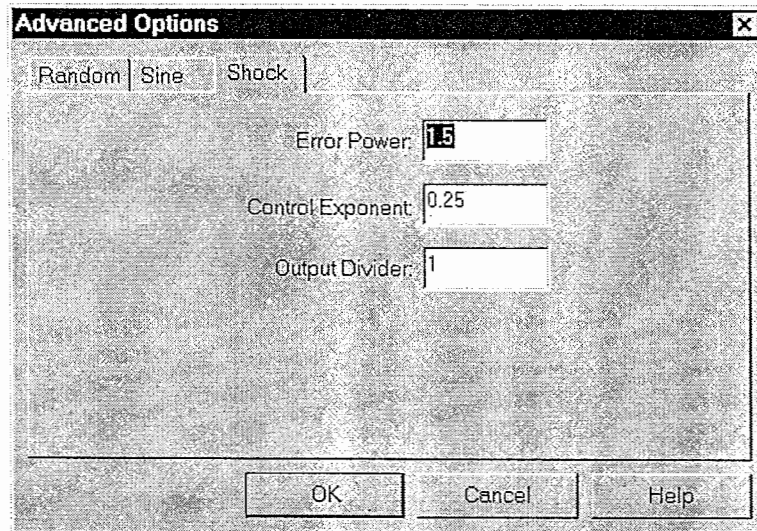 Advanced Options
Random Sine Shock
Error Power: 1.5
Control Exponent: 0.25
Output Divider: 1
OK Cancel Help